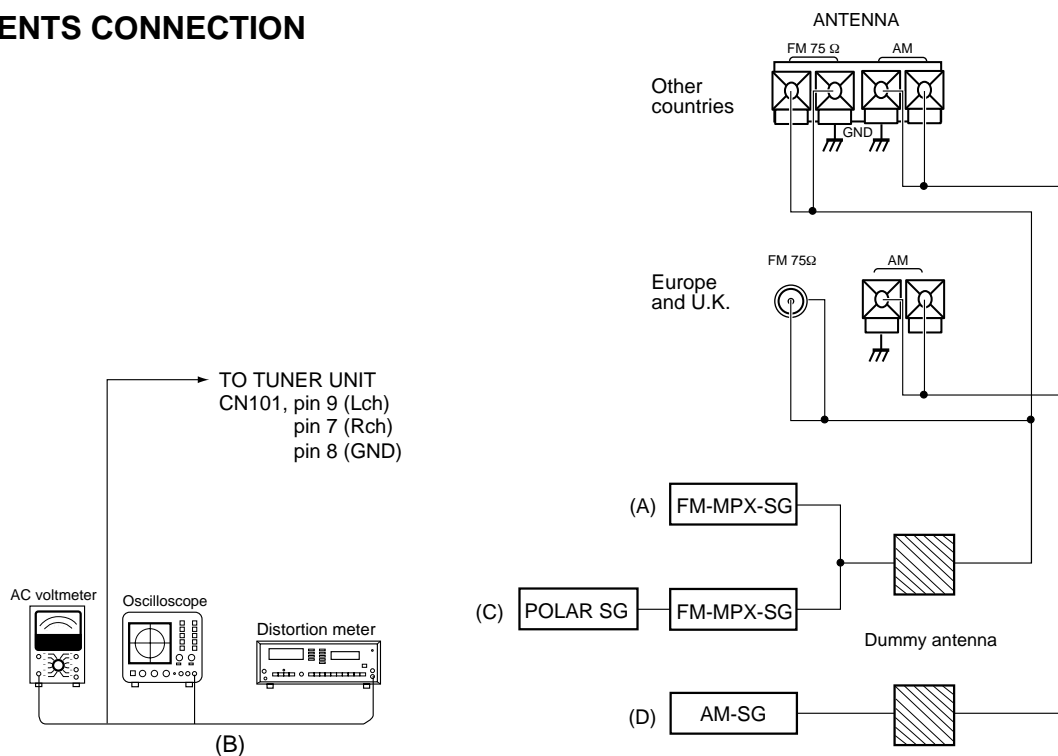 ENTS CONNECTION
ANTENNA
FM 75 Ω
AM
Other
countries
GND
FM 75Ω
AM
Europe
and U.K.
TO TUNER UNIT
CN101, pin 9 (Lch)
pin 7 (Rch)
pin 8 (GND)
(A) FM-MPX-SG
AC voltmeter
Oscilloscope
Distortion meter
(C) POLAR SG FM-MPX-SG
Dummy antenna
(D) AM-SG
(B)